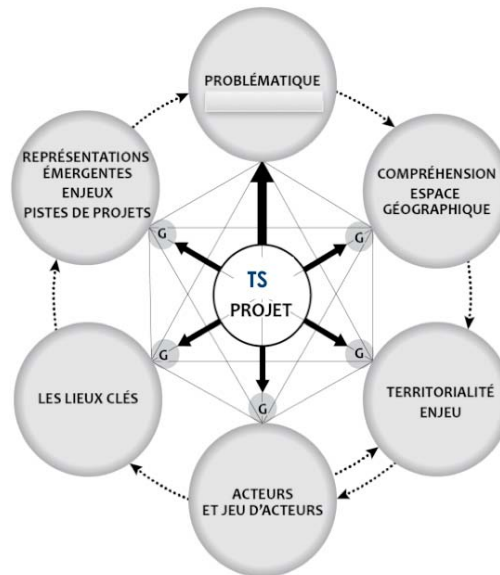 PROBLÉMATIQUE
REPRÉSENTATIONS
ÉMERGENTES
ENJEUX
PISTES DE PROJETS
COMPRÉHENSION
ESPACE
GÉOGRAPHIQUE
G
G
TS
PROJET
G
G
LES LIEUX CLÉS
TERRITORIALITÉ
ENJEU
G
ACTEURS
ET JEU D'ACTEURS